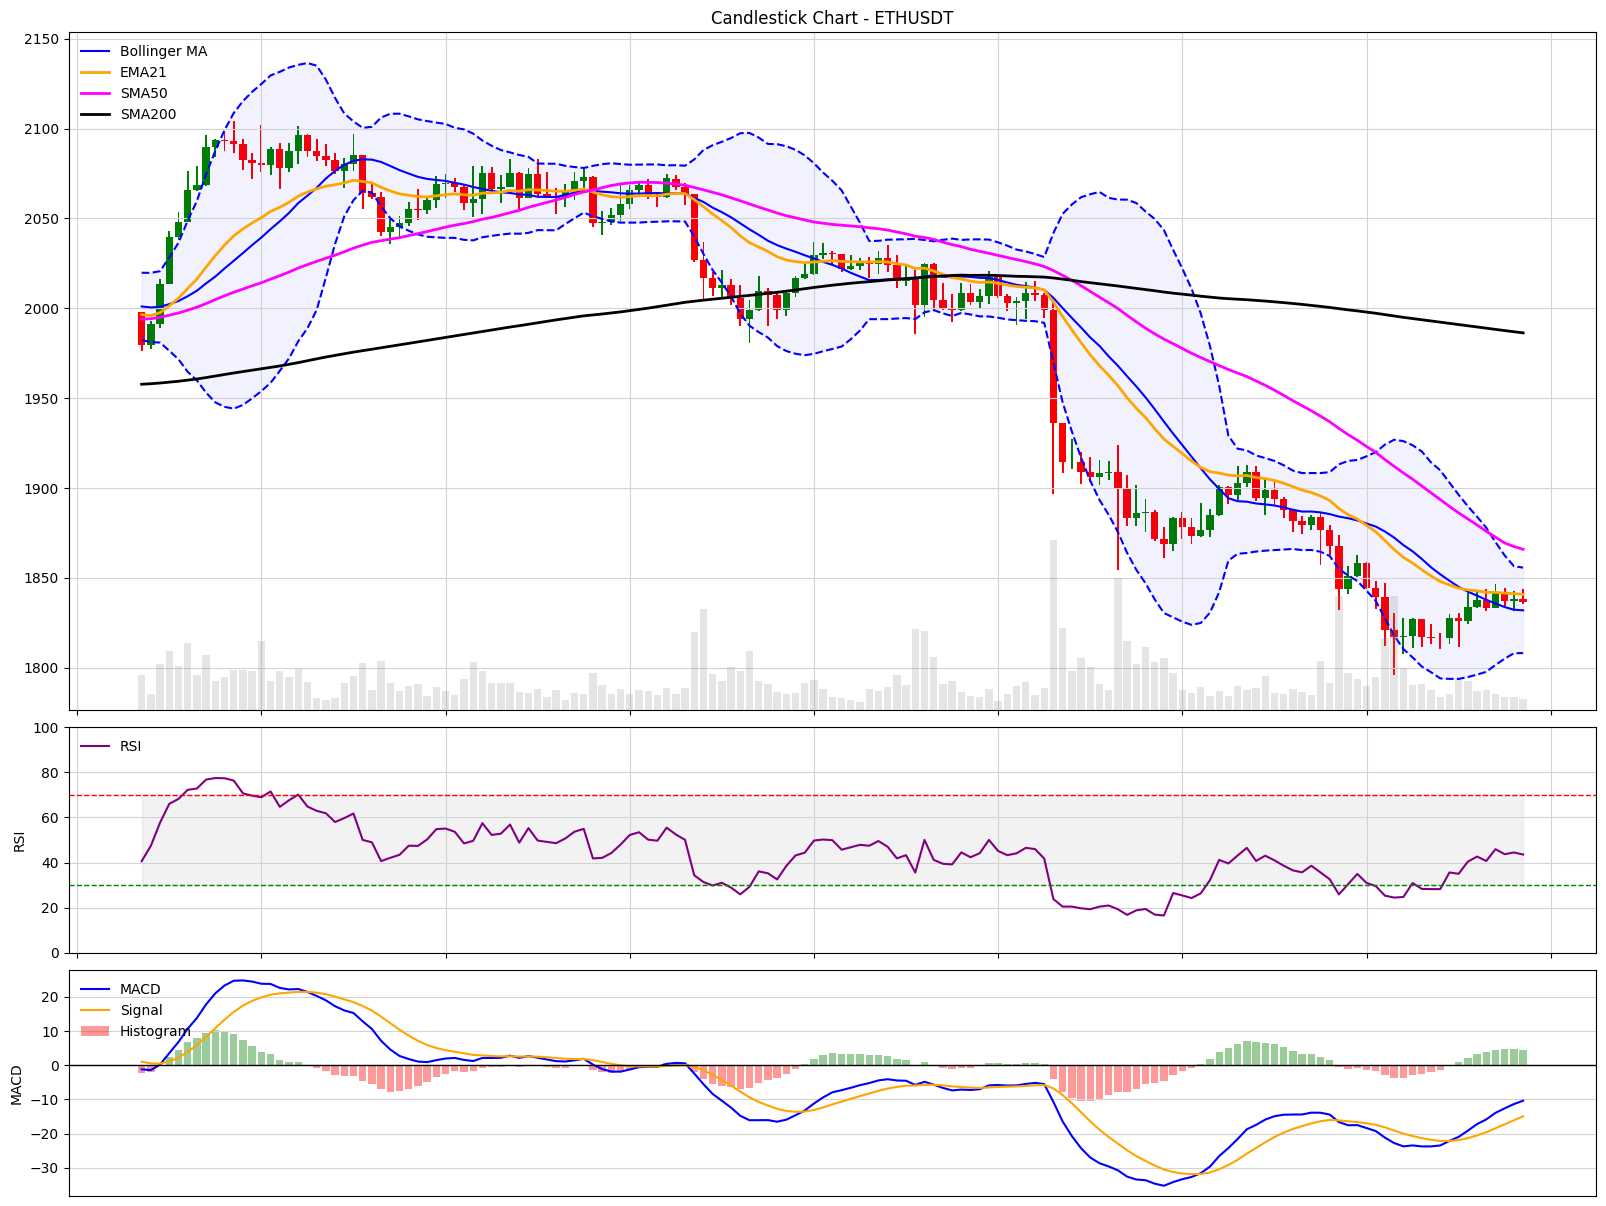 Candlestick Chart - ETHUSDT
2150
2100
2050
2000
1950
1900
1850
1800
Bollinger MA
EMA21
SMA50
SMA200
100
80
60
40
20
0
RSI
RSI
20
10
0
−10
−20
−30
MACD
MACD
Signal
Histogram